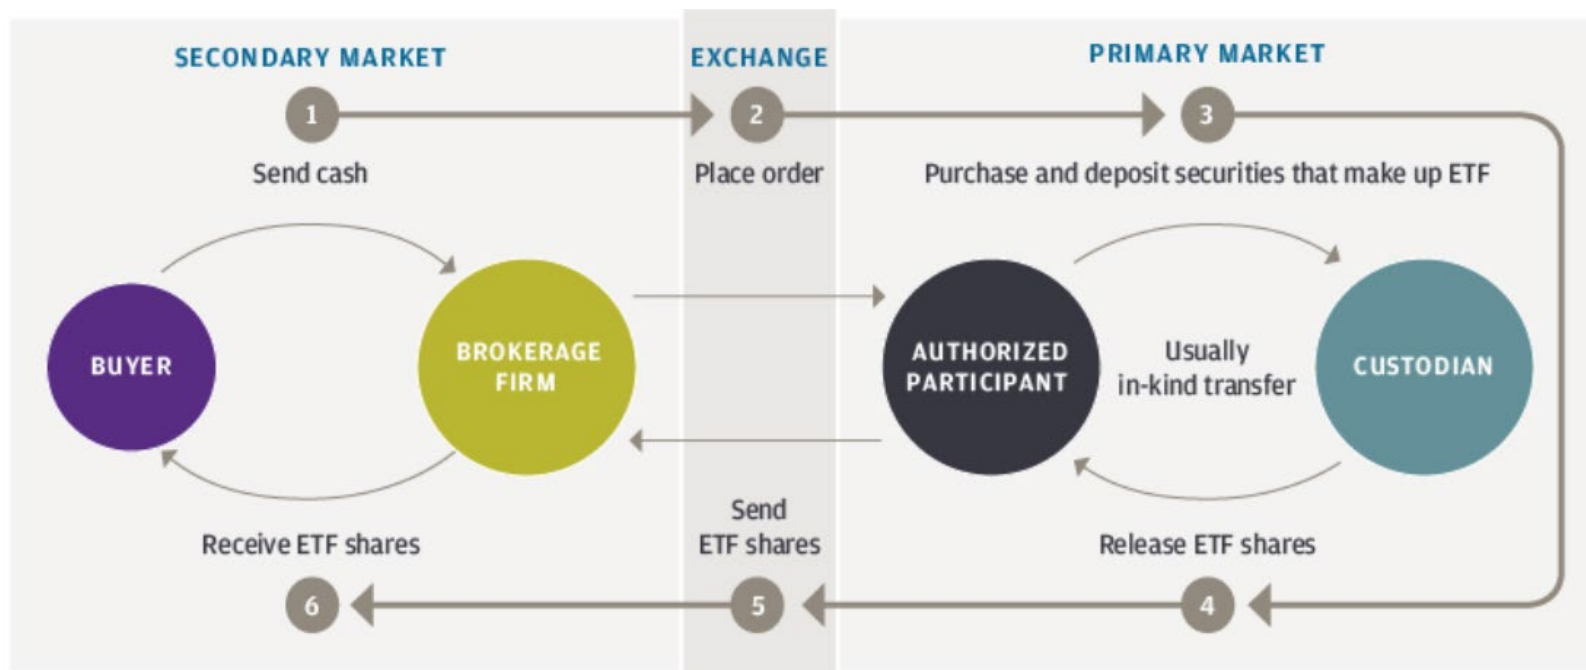 SECONDARY MARKET
EXCHANGE
PRIMARY MARKET
1
2
3
Send cash
Place order
Purchase and deposit securities that make up ETF
BUYER
BROKERAGE
FIRM
AUTHORIZED
PARTICIPANT
Usually
in-kind transfer
CUSTODIAN
Receive ETF shares
Send
ETF shares
Release ETF shares
6
5
4